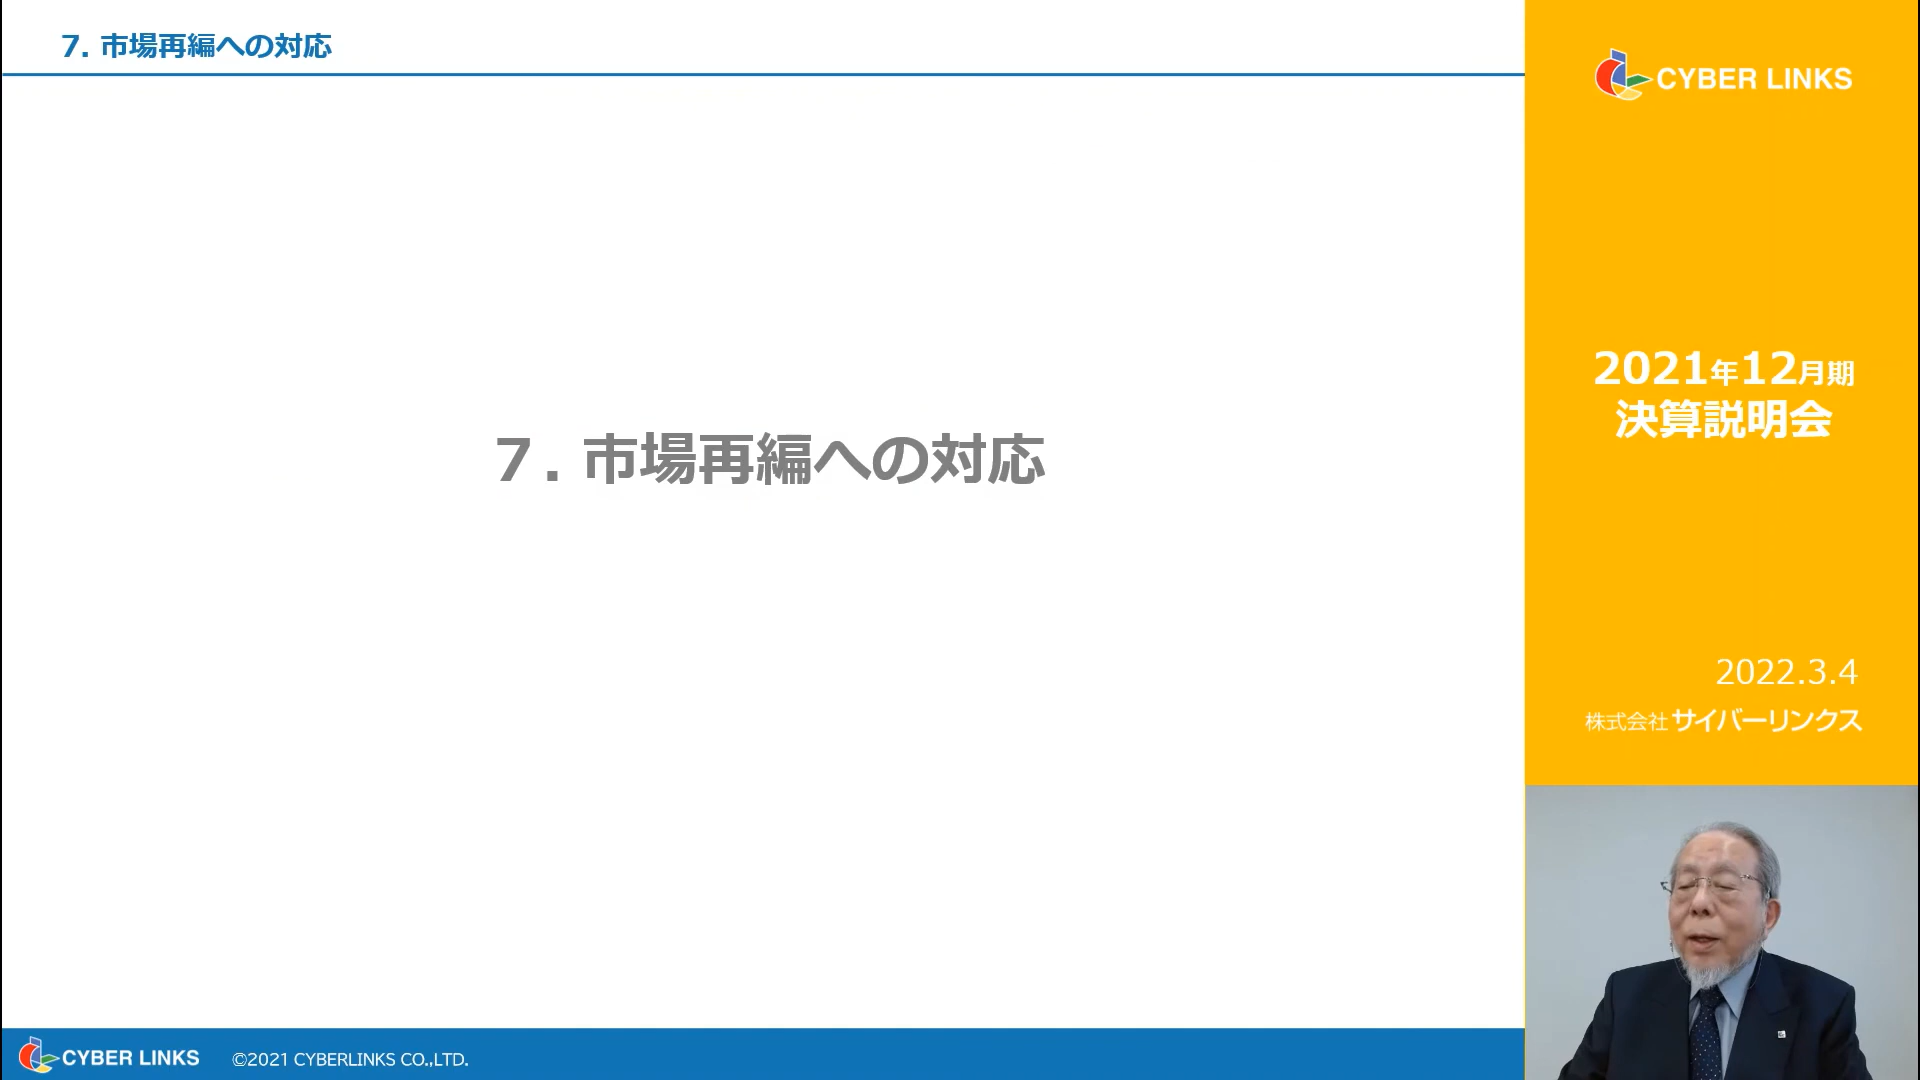 7. 市場再編への対応
7. 市場再編への対応
CYBER LINKS
2021年12月期
決算説明会
2022.3.4
株式会社サイバーリンクス
CYBER LINKS ©2021 CYBERLINKS CO.,LTD.